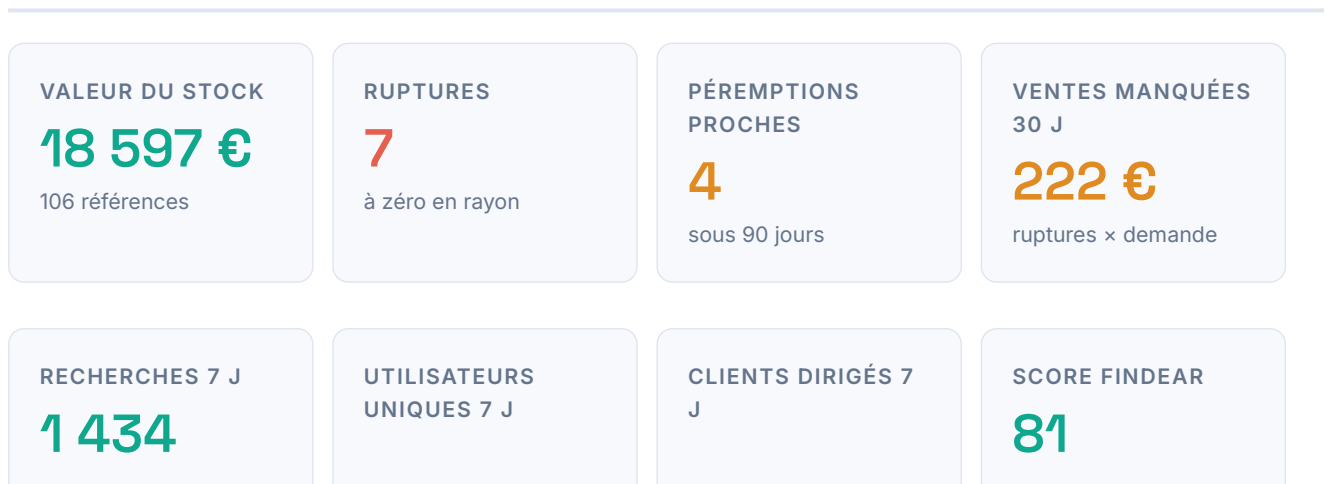 VALEUR DU STOCK
18 597 €
106 références
RUPTURES
7
à zéro en rayon
PÉREMPTIONS
PROCHES
4
sous 90 jours
VENTES MANQUÉES
30 J
222 €
ruptures × demande
RECHERCHES 7 J
1 434
UTILISATEURS
UNIQUES 7 J
CLIENTS DIRIGÉS 7
J
SCORE FINDEAR
81